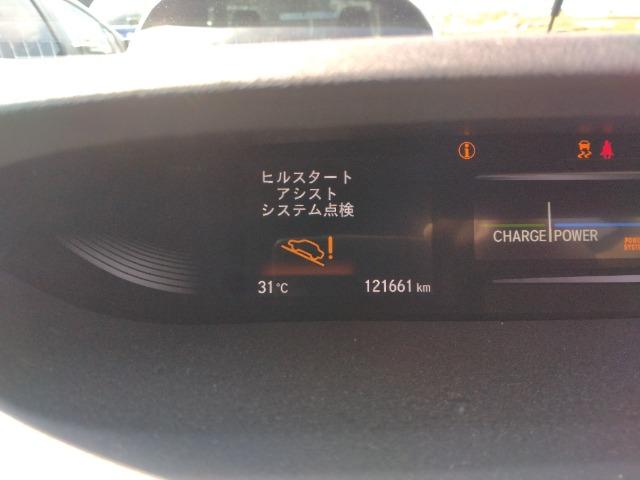 ヒルスタート
アシスト
システム点検
31°C
121661 km
CHARGE
POWER